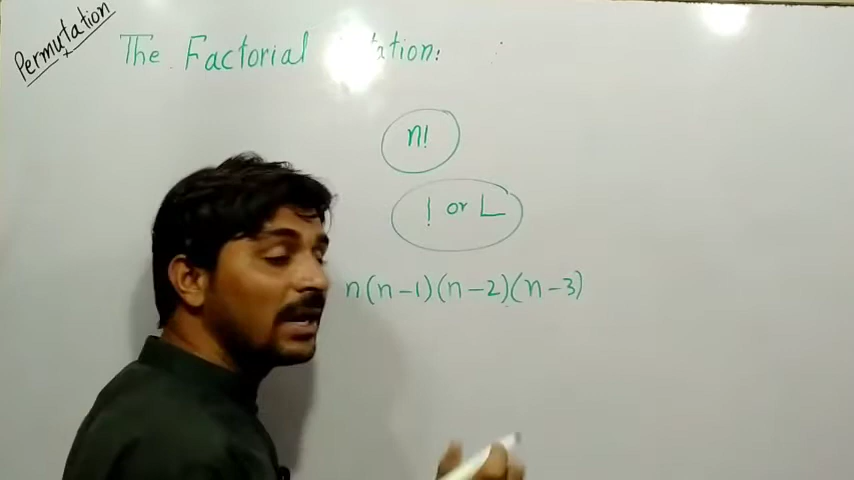 Permutation
The Factorial
n!
! or L
n(n-1)(n-2)(n-3)